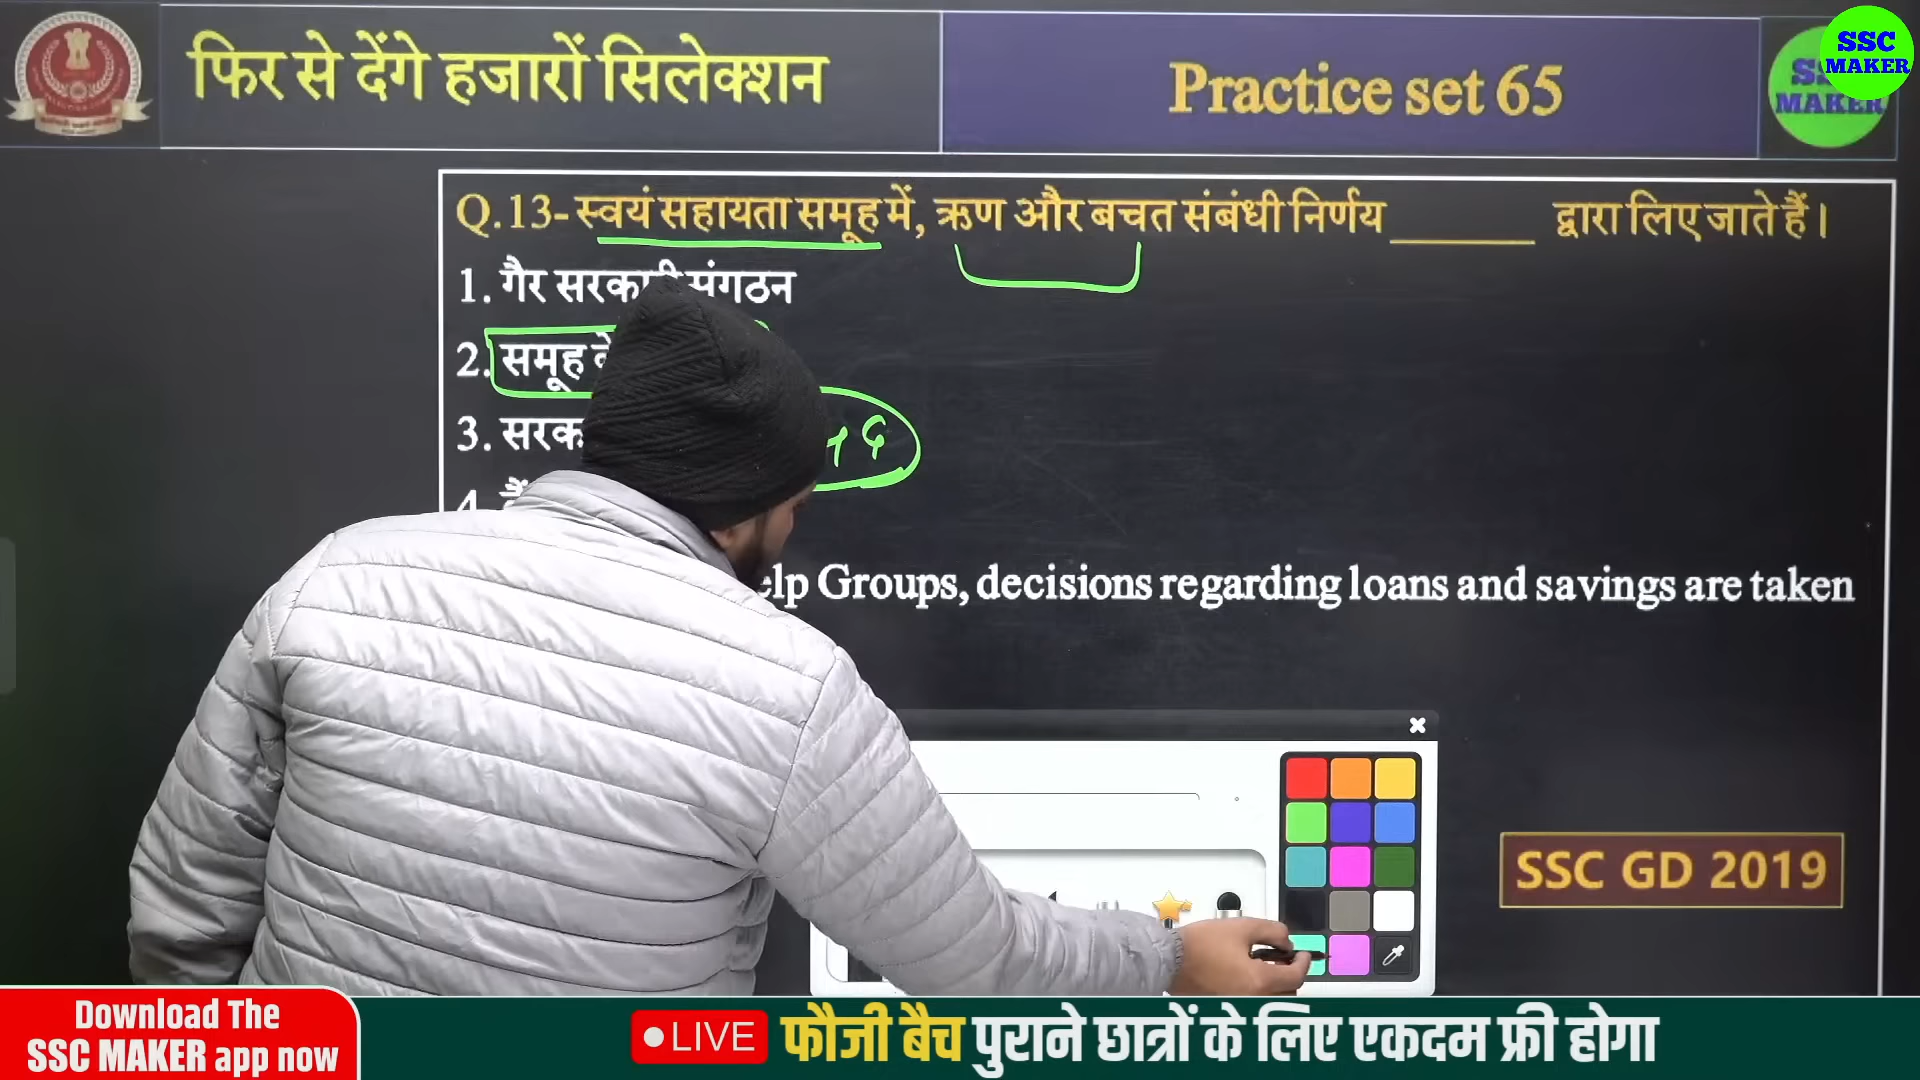 फिर से देंगे हजारों सिलेक्शन
Practice set 65
SSC
MAKER
MAKER
Q.13- स्वयं सहायता समूह में, ऋण और बचत संबंधी निर्णय ______ द्वारा लिए जाते हैं।
1. गैर सरकारी संगठन
2. समूह
3.
4.
Groups, decisions regarding loans and savings are taken
SSC GD 2019
Download The
SSC MAKER app now
LIVE फौजी बैच पुराने छात्रों के लिए एकदम फ्री होगा